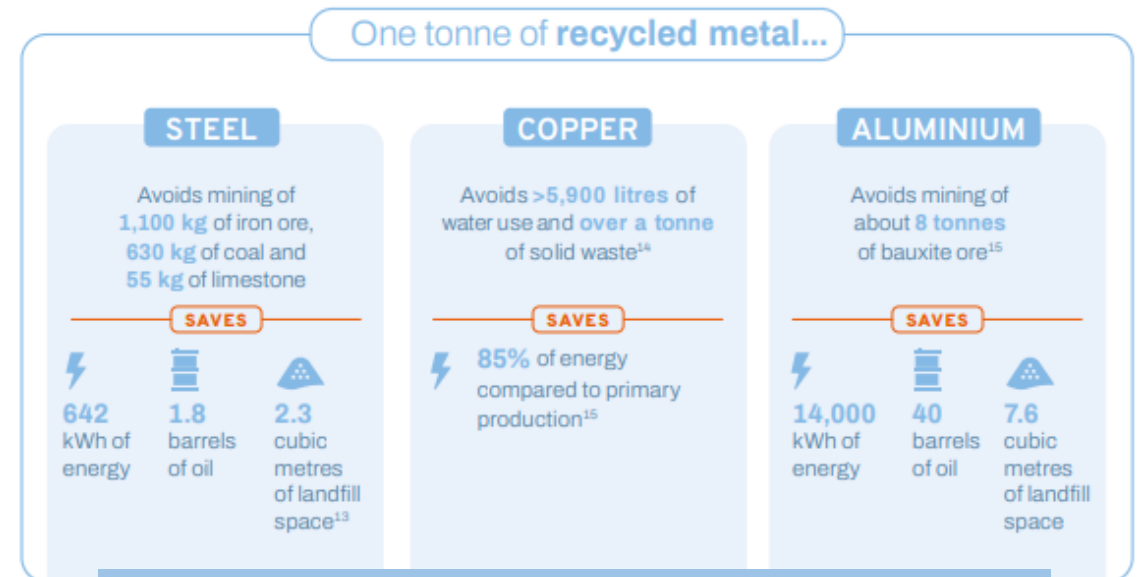 One tonne of recycled metal...
STEEL
Avoids mining of
1,100 kg of iron ore,
630 kg of coal and
55 kg of limestone
SAVES
642
kWh of
energy
1.8
barrels
of oil
2.3
cubic
metres
of landfill
space¹³
COPPER
Avoids >5,900 litres of
water use and over a tonne
of solid waste¹⁴
SAVES
85% of energy
compared to primary
production¹⁵
ALUMINIUM
Avoids mining of
about 8 tonnes
of bauxite ore¹⁵
SAVES
14,000
kWh of
energy
40
barrels
of oil
7.6
cubic
metres
of landfill
space